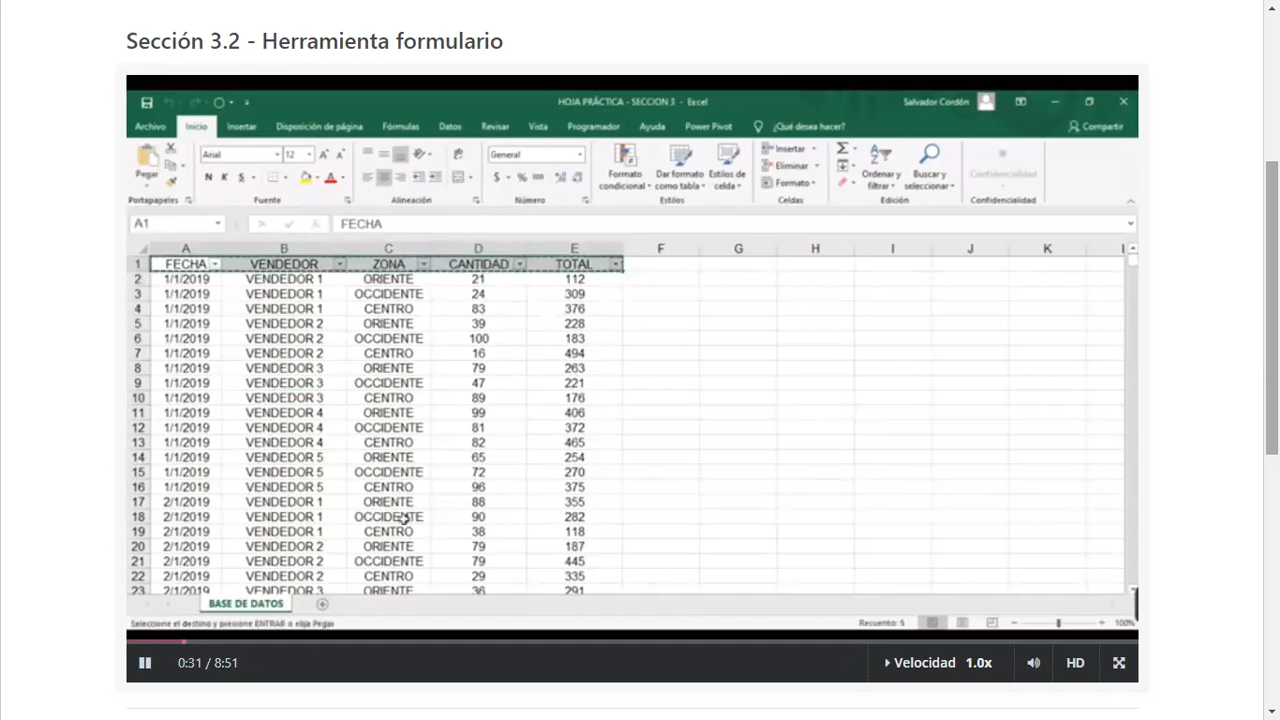 Sección 3.2 - Herramienta formulario
HOJA PRÁCTICA - SECCION 3 - Excel
Salvador Cordón
Archivo Inicio Insertar Disposición de página Fórmulas Datos Revisar Vista Programador Ayuda Power Pivot ¿Qué desea hacer? Compartir
Pegar
Arial 12
N K S
General
$ % 000
Formato condicional
Dar formato como tabla
Estilos de celda
Insertar
Eliminar
Formato
Ordenar y filtrar
Buscar y seleccionar
Confidencialidad
Portapapeles Fuente Alineación Número Estilos Celdas Edición Confidencialidad
A1 FECHA
A B C D E F G H I J K
1 FECHA VENDEDOR ZONA CANTIDAD TOTAL
2 1/1/2019 VENDEDOR 1 ORIENTE 21 112
3 1/1/2019 VENDEDOR 1 OCCIDENTE 24 309
4 1/1/2019 VENDEDOR 1 CENTRO 83 376
5 1/1/2019 VENDEDOR 2 ORIENTE 39 228
6 1/1/2019 VENDEDOR 2 OCCIDENTE 100 183
7 1/1/2019 VENDEDOR 2 CENTRO 16 494
8 1/1/2019 VENDEDOR 3 ORIENTE 79 263
9 1/1/2019 VENDEDOR 3 OCCIDENTE 47 221
10 1/1/2019 VENDEDOR 3 CENTRO 89 176
11 1/1/2019 VENDEDOR 4 ORIENTE 99 406
12 1/1/2019 VENDEDOR 4 OCCIDENTE 81 372
13 1/1/2019 VENDEDOR 4 CENTRO 82 465
14 1/1/2019 VENDEDOR 5 ORIENTE 65 254
15 1/1/2019 VENDEDOR 5 OCCIDENTE 72 270
16 1/1/2019 VENDEDOR 5 CENTRO 96 375
17 2/1/2019 VENDEDOR 1 ORIENTE 88 355
18 2/1/2019 VENDEDOR 1 OCCIDENTE 90 282
19 2/1/2019 VENDEDOR 1 CENTRO 38 118
20 2/1/2019 VENDEDOR 2 ORIENTE 79 187
21 2/1/2019 VENDEDOR 2 OCCIDENTE 79 445
22 2/1/2019 VENDEDOR 2 CENTRO 29 335
23 2/1/2019 VENDEDOR 3 ORIENTE 36 291
BASE DE DATOS
Seleccione el destino y presione ENTRAR o elija Pegar
Recuento: 5
100%
0:31 / 8:51
Velocidad 1.0x
HD